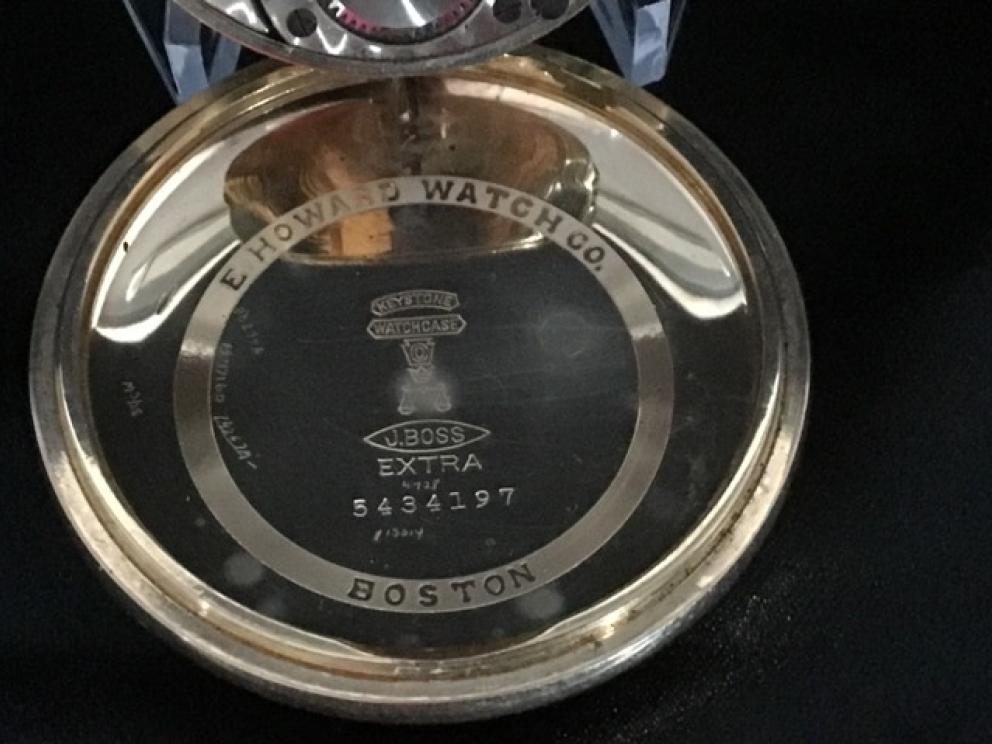 E HOWARD WATCH CO.
KEYSTONE
WATCHCASE
J. BOSS
EXTRA
5434197
BOSTON